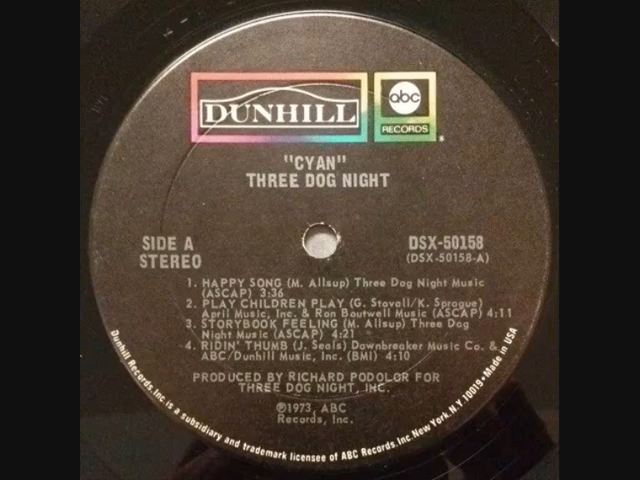 DUNHILL
abc
RECORDS
"CYAN"
THREE DOG NIGHT
SIDE A
STEREO
DSX-50158
(DSX-50158-A)
1. HAPPY SONG (M. Allsup) Three Dog Night Music
(ASCAP) 3:36
2. PLAY CHILDREN PLAY (G. Stovall/K. Sprague)
April Music, Inc. & Ron Boutwell Music (ASCAP) 4:11
3. STORYBOOK FEELING (M. Allsup) Three Dog
Night Music (ASCAP) 4:21
4. RIDIN' THUMB (J. Seals) Dawnbreaker Music Co. &
ABC/Dunhill Music, Inc. (BMI) 4:10
PRODUCED BY RICHARD PODOLOR FOR
THREE DOG NIGHT, INC.
Ⓟ1973, ABC
Records, Inc.
Dunhill Records, Inc. is a subsidiary and trademark licensee of ABC Records, Inc. New York, N.Y. 10019 • Made in USA